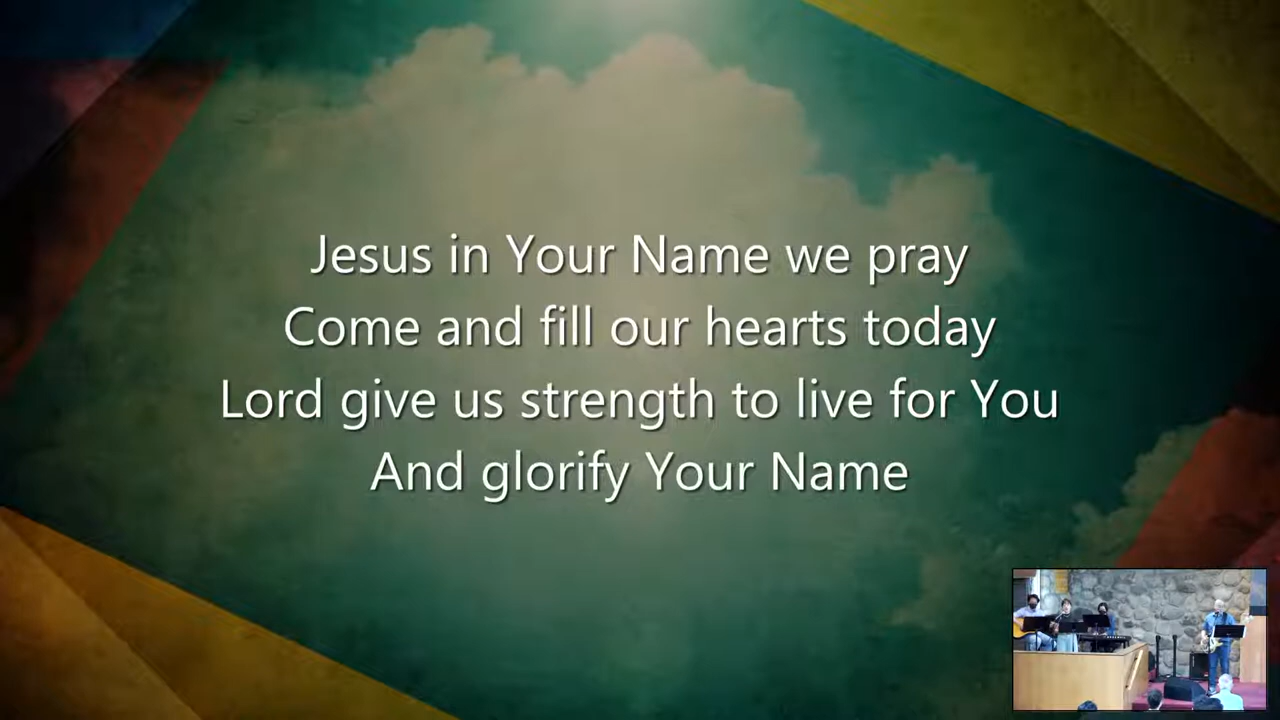 Jesus in Your Name we pray
Come and fill our hearts today
Lord give us strength to live for You
And glorify Your Name